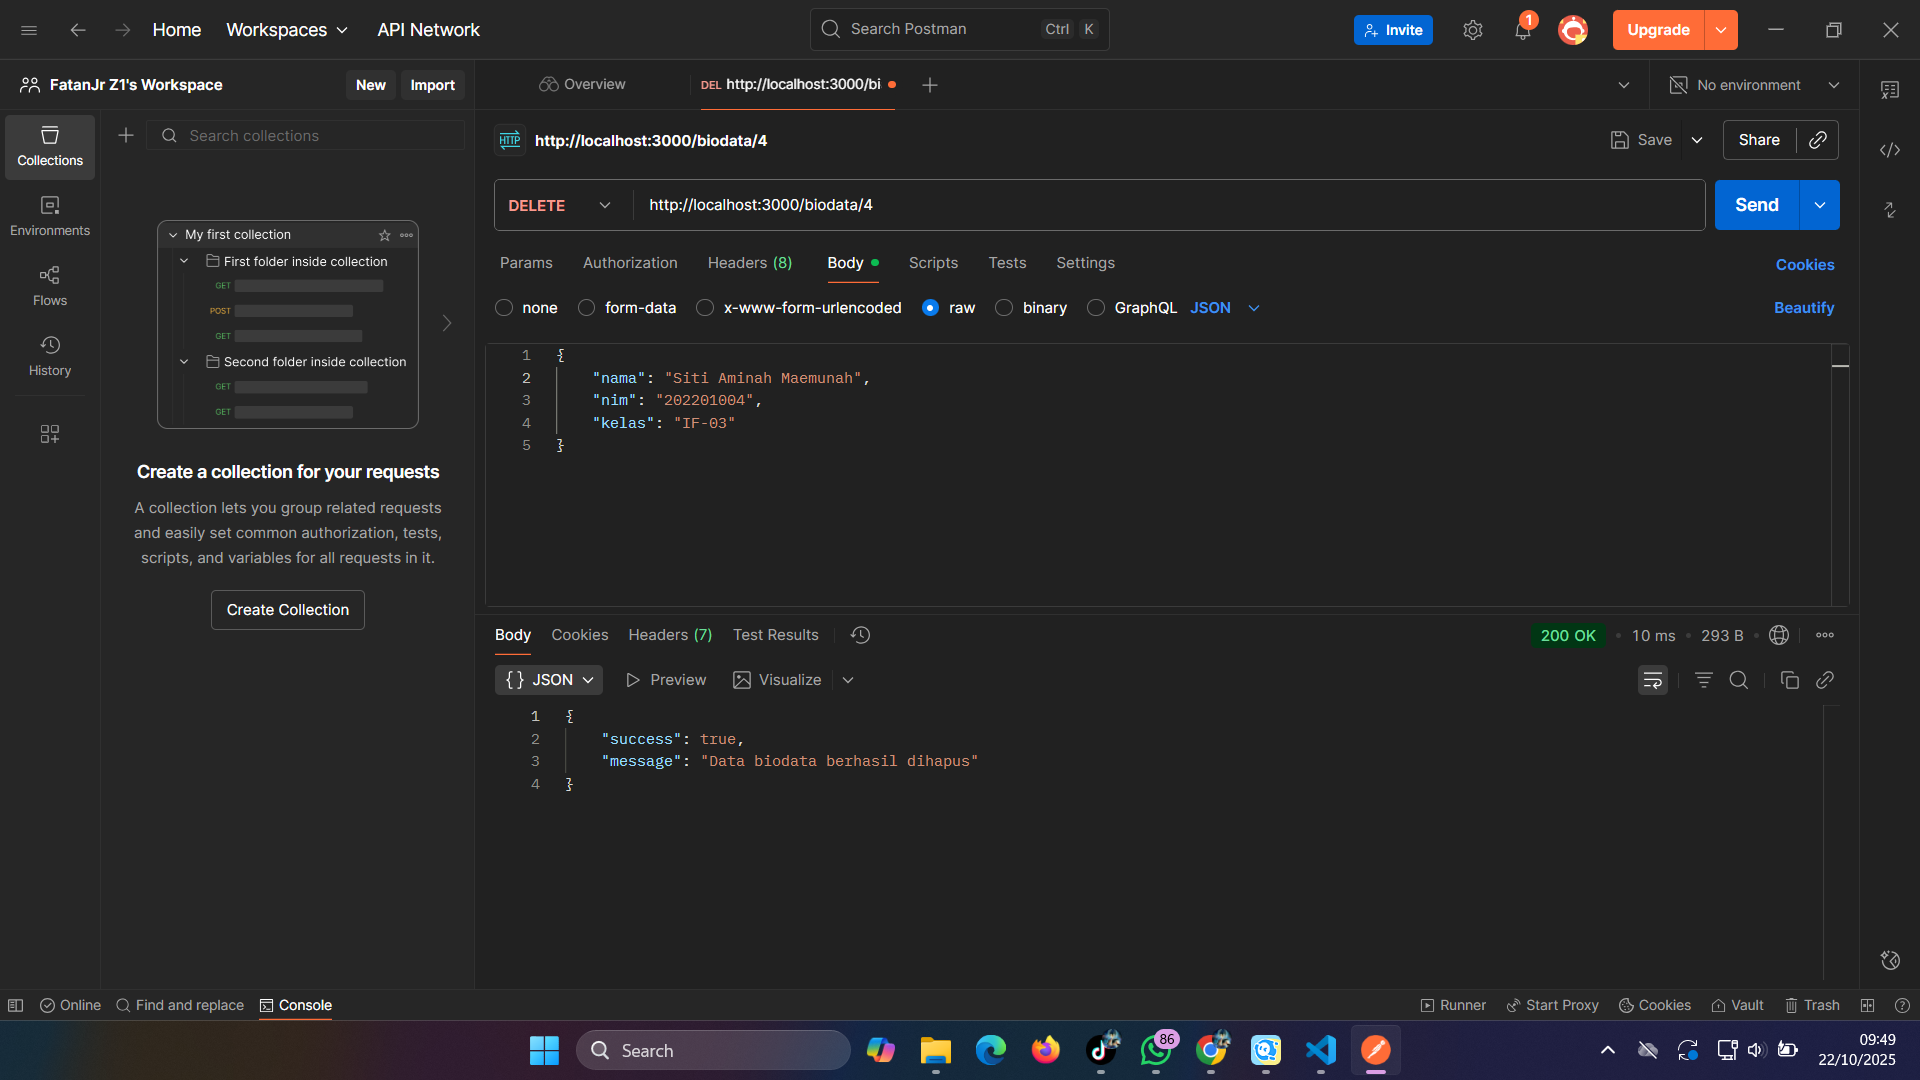 Home
Workspaces
API Network
Search Postman
Ctrl K
Invite
1
Upgrade
FatanJr Z1's Workspace
New
Import
Overview
DEL http://localhost:3000/bi
No environment
Collections
Environments
Flows
History
Search collections
My first collection
First folder inside collection
GET
POST
GET
Second folder inside collection
GET
GET
Create a collection for your requests
A collection lets you group related requests
and easily set common authorization, tests,
scripts, and variables for all requests in it.
Create Collection
HTTP http://localhost:3000/biodata/4
Save
Share
DELETE
http://localhost:3000/biodata/4
Send
Params
Authorization
Headers (8)
Body
Scripts
Tests
Settings
Cookies
none
form-data
x-www-form-urlencoded
raw
binary
GraphQL
JSON
Beautify
1 {
2 "nama": "Siti Aminah Maemunah",
3 "nim": "202201004",
4 "kelas": "IF-03"
5 }
Body
Cookies
Headers (7)
Test Results
200 OK
10 ms
293 B
{} JSON
Preview
Visualize
1 {
2 "success": true,
3 "message": "Data biodata berhasil dihapus"
4 }
Online
Find and replace
Console
Runner
Start Proxy
Cookies
Vault
Trash
Search
86
09:49
22/10/2025